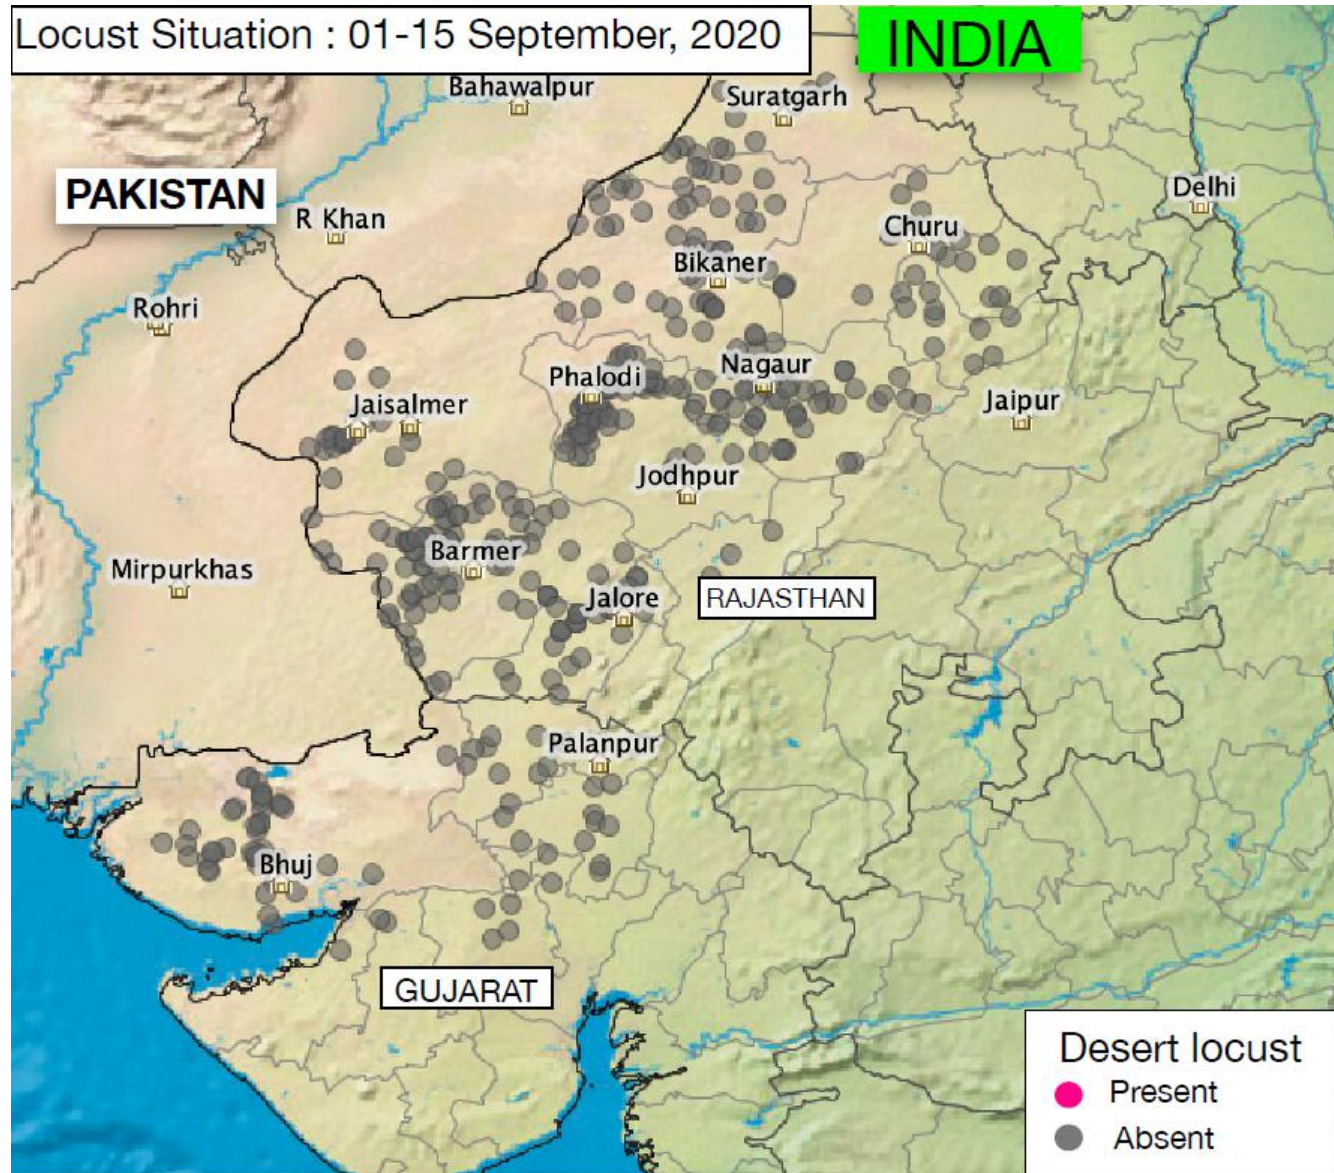 Locust Situation : 01-15 September, 2020
INDIA
Bahawalpur
Suratgarh
PAKISTAN
Delhi
R Khan
Churu
Bikaner
Rohri
Nagaur
Phalodi
Jaisalmer
Jaipur
Jodhpur
Barmer
Mirpurkhas
Jalore
RAJASTHAN
Palanpur
Bhuj
GUJARAT
Desert locust
Present
Absent